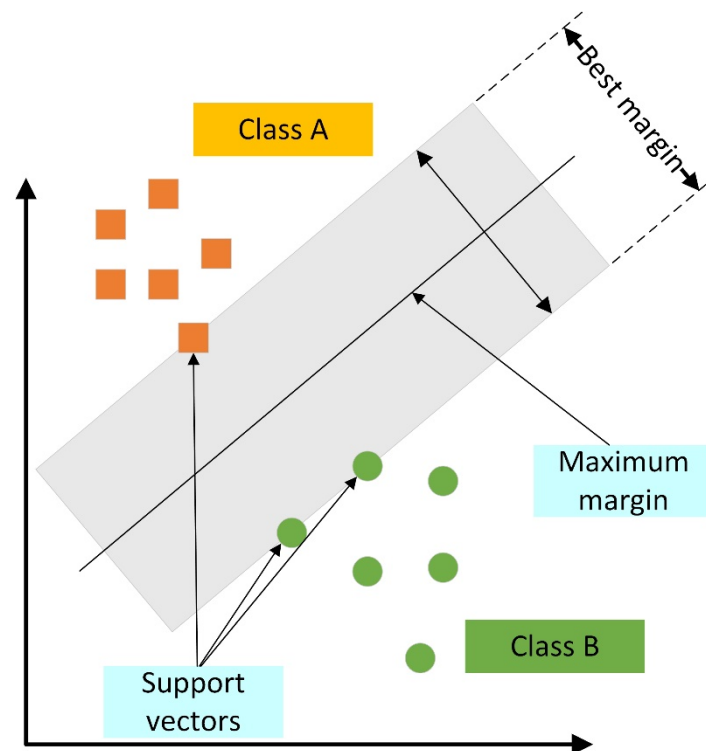 Class A
Best margin
Maximum
margin
Class B
Support
vectors